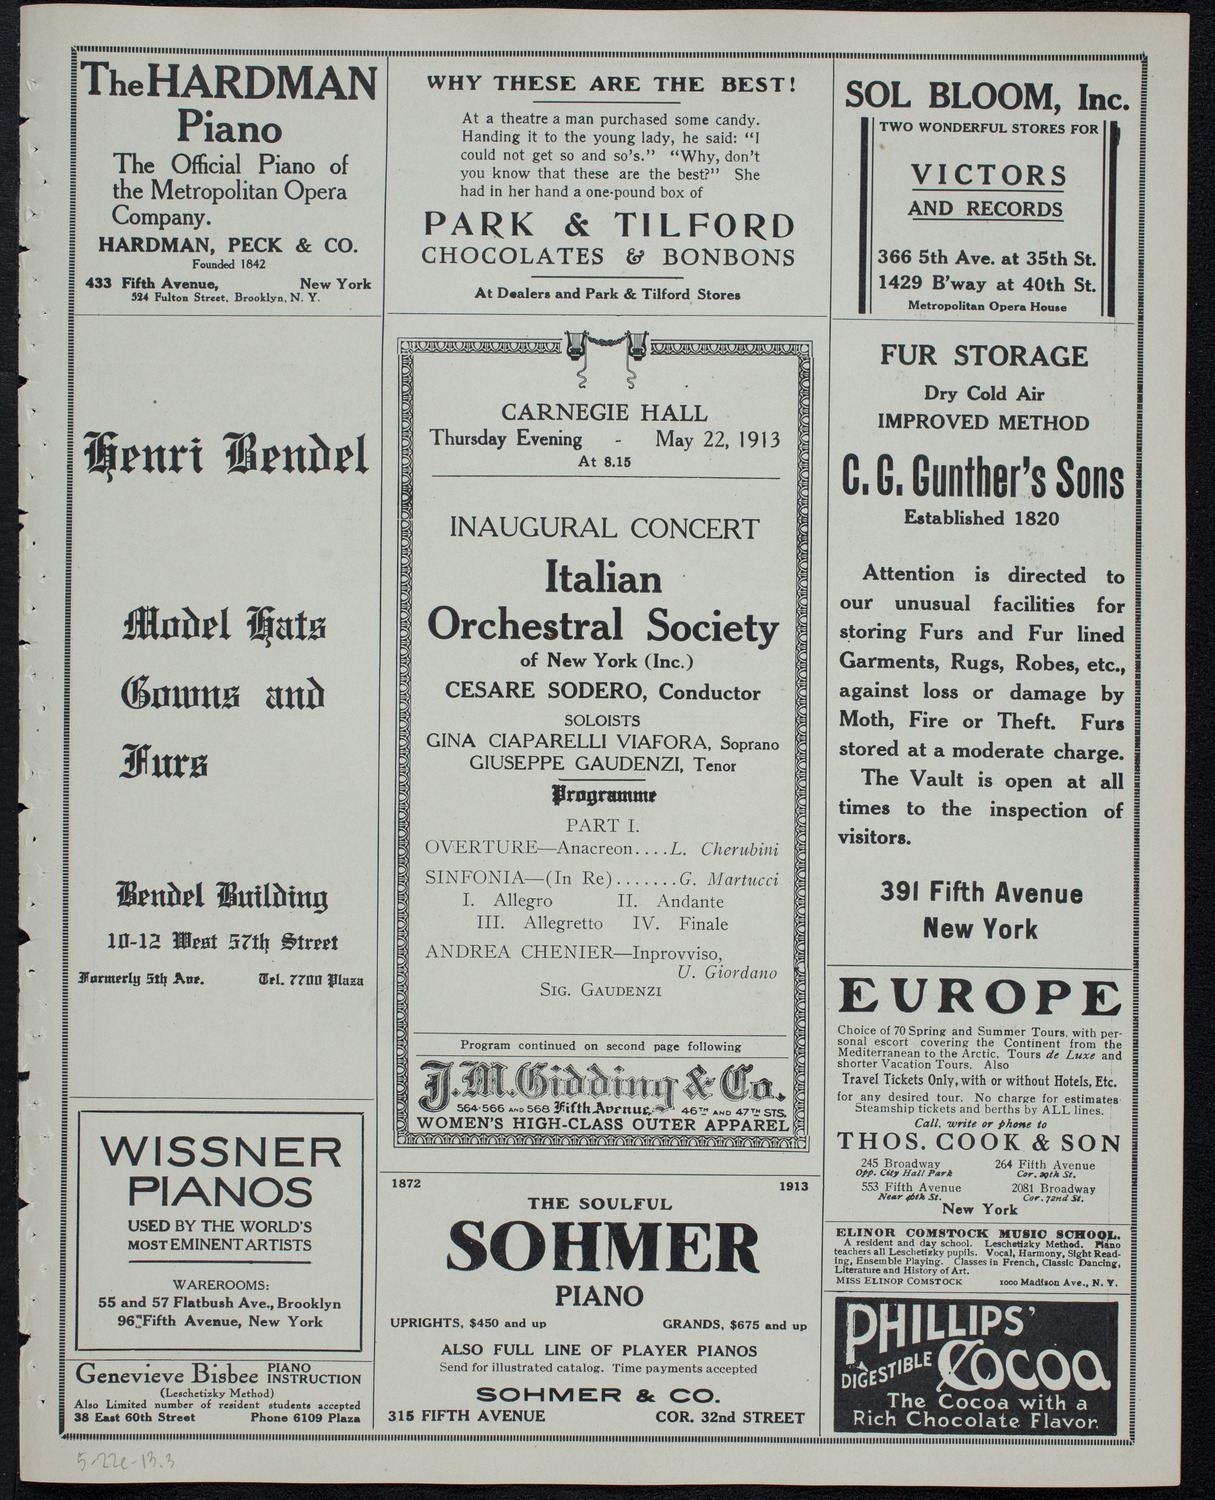 The HARDMAN
Piano
The Official Piano of
the Metropolitan Opera
Company.
HARDMAN, PECK & CO.
Founded 1842
433 Fifth Avenue, New York
524 Fulton Street, Brooklyn, N. Y.
Henri Bendel
Model Hats
Gowns and
Furs
Bendel Building
10-12 West 57th Street
Formerly 5th Ave. Tel. 7700 Plaza
WISSNER
PIANOS
USED BY THE WORLD'S
MOST EMINENT ARTISTS
WAREROOMS:
55 and 57 Flatbush Ave., Brooklyn
96 Fifth Avenue, New York
Genevieve Bisbee PIANO INSTRUCTION
(Leschetizky Method)
Also Limited number of resident students accepted
38 East 60th Street Phone 6109 Plaza
WHY THESE ARE THE BEST!
At a theatre a man purchased some candy.
Handing it to the young lady, he said: "I
could not get so and so's." "Why, don't
you know that these are the best?" She
had in her hand a one-pound box of
PARK & TILFORD
CHOCOLATES & BONBONS
At Dealers and Park & Tilford Stores
CARNEGIE HALL
Thursday Evening - May 22, 1913
At 8.15
INAUGURAL CONCERT
Italian
Orchestral Society
of New York (Inc.)
CESARE SODERO, Conductor
SOLOISTS
GINA CIAPARELLI VIAFORA, Soprano
GIUSEPPE GAUDENZI, Tenor
Programme
PART I.
OVERTURE—Anacreon....L. Cherubini
SINFONIA—(In Re).......G. Martucci
I. Allegro II. Andante
III. Allegretto IV. Finale
ANDREA CHENIER—Inprovviso,
U. Giordano
SIG. GAUDENZI
Program continued on second page following
J. M. Gidding & Co.
564-566 AND 568 Fifth Avenue, 46TH AND 47TH STS.
WOMEN'S HIGH-CLASS OUTER APPAREL
1872 1913
THE SOULFUL
SOHMER
PIANO
UPRIGHTS, $450 and up GRANDS, $675 and up
ALSO FULL LINE OF PLAYER PIANOS
Send for illustrated catalog. Time payments accepted
SOHMER & CO.
315 FIFTH AVENUE COR. 32nd STREET
SOL BLOOM, Inc.
TWO WONDERFUL STORES FOR
VICTORS
AND RECORDS
366 5th Ave. at 35th St.
1429 B'way at 40th St.
Metropolitan Opera House
FUR STORAGE
Dry Cold Air
IMPROVED METHOD
C. G. Gunther's Sons
Established 1820
Attention is directed to
our unusual facilities for
storing Furs and Fur lined
Garments, Rugs, Robes, etc.,
against loss or damage by
Moth, Fire or Theft. Furs
stored at a moderate charge.
The Vault is open at all
times to the inspection of
visitors.
391 Fifth Avenue
New York
EUROPE
Choice of 70 Spring and Summer Tours, with per-
sonal escort covering the Continent from the
Mediterranean to the Arctic, Tours de Luxe and
shorter Vacation Tours. Also
Travel Tickets Only, with or without Hotels, Etc.
for any desired tour. No charge for estimates
Steamship tickets and berths by ALL lines.
Call, write or phone to
THOS. COOK & SON
245 Broadway 264 Fifth Avenue
Opp. City Hall Park Cor. 29th St.
553 Fifth Avenue 2081 Broadway
Near 46th St. Cor. 72nd St.
New York
ELINOR COMSTOCK MUSIC SCHOOL.
A resident and day school. Leschetizky Method. Piano
teachers all Leschetizky pupils. Vocal, Harmony, Sight Read-
ing, Ensemble Playing. Classes in French, Classic Dancing,
Literature and History of Art.
MISS ELINOR COMSTOCK 1000 Madison Ave., N. Y.
PHILLIPS'
DIGESTIBLE COCOA
The Cocoa with a
Rich Chocolate Flavor.
5-22e-13.3